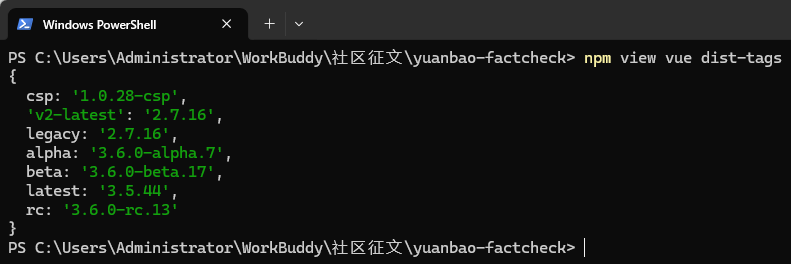 Windows PowerShell
PS C:\Users\Administrator\WorkBuddy\社区征文\yuanbao-factcheck> npm view vue dist-tags
{
  csp: '1.0.28-csp',
  'v2-latest': '2.7.16',
  legacy: '2.7.16',
  alpha: '3.6.0-alpha.7',
  beta: '3.6.0-beta.17',
  latest: '3.5.44',
  rc: '3.6.0-rc.13'
}
PS C:\Users\Administrator\WorkBuddy\社区征文\yuanbao-factcheck>